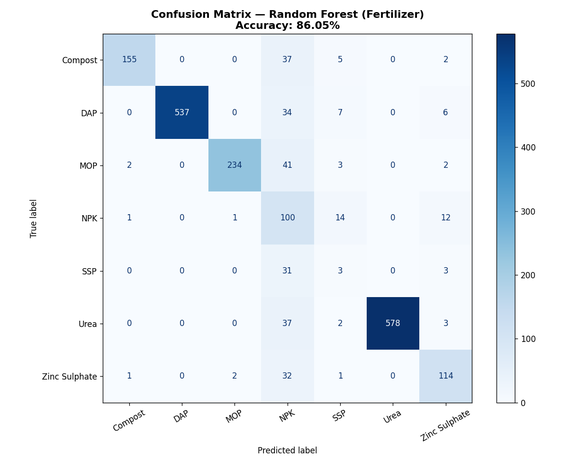 Confusion Matrix — Random Forest (Fertilizer)
Accuracy: 86.05%
Compost 155 0 0 37 5 0 2
DAP 0 537 0 34 7 0 6
MOP 2 0 234 41 3 0 2
NPK 1 0 1 100 14 0 12
SSP 0 0 0 31 3 0 3
Urea 0 0 0 37 2 578 3
Zinc Sulphate 1 0 2 32 1 0 114
True label
Compost DAP MOP NPK SSP Urea Zinc Sulphate
Predicted label
500
400
300
200
100
0